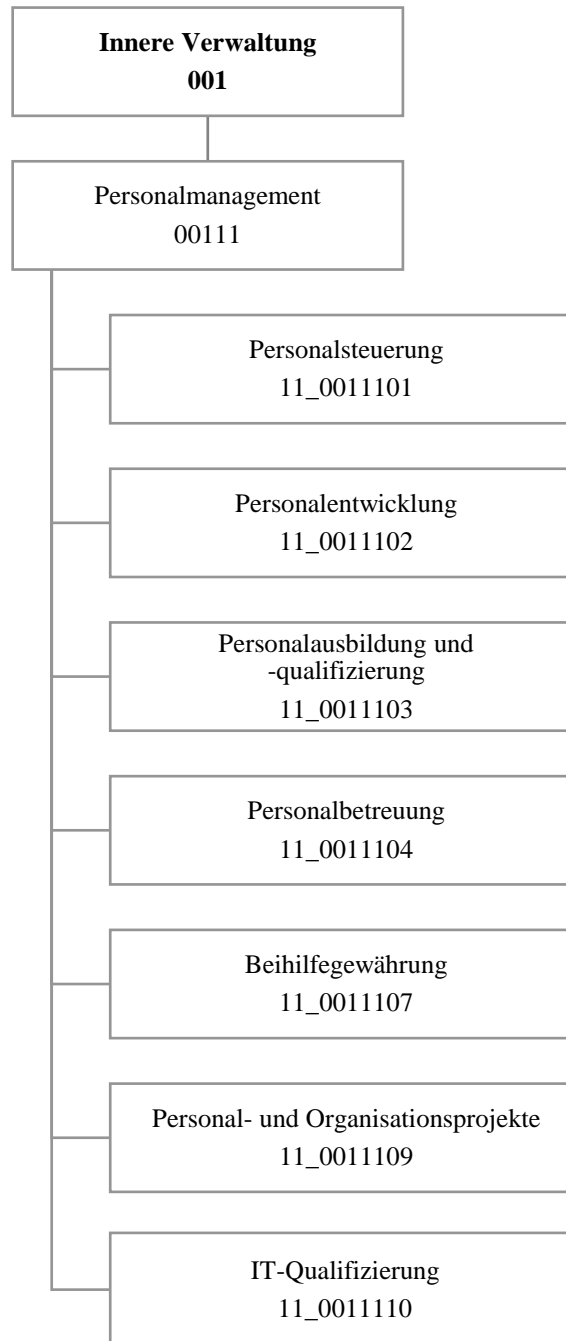 Innere Verwaltung
001
Personalmanagement
00111
Personalsteuerung
11_0011101
Personalentwicklung
11_0011102
Personalausbildung und
-qualifizierung
11_0011103
Personalbetreuung
11_0011104
Beihilfegewährung
11_0011107
Personal- und Organisationsprojekte
11_0011109
IT-Qualifizierung
11_0011110